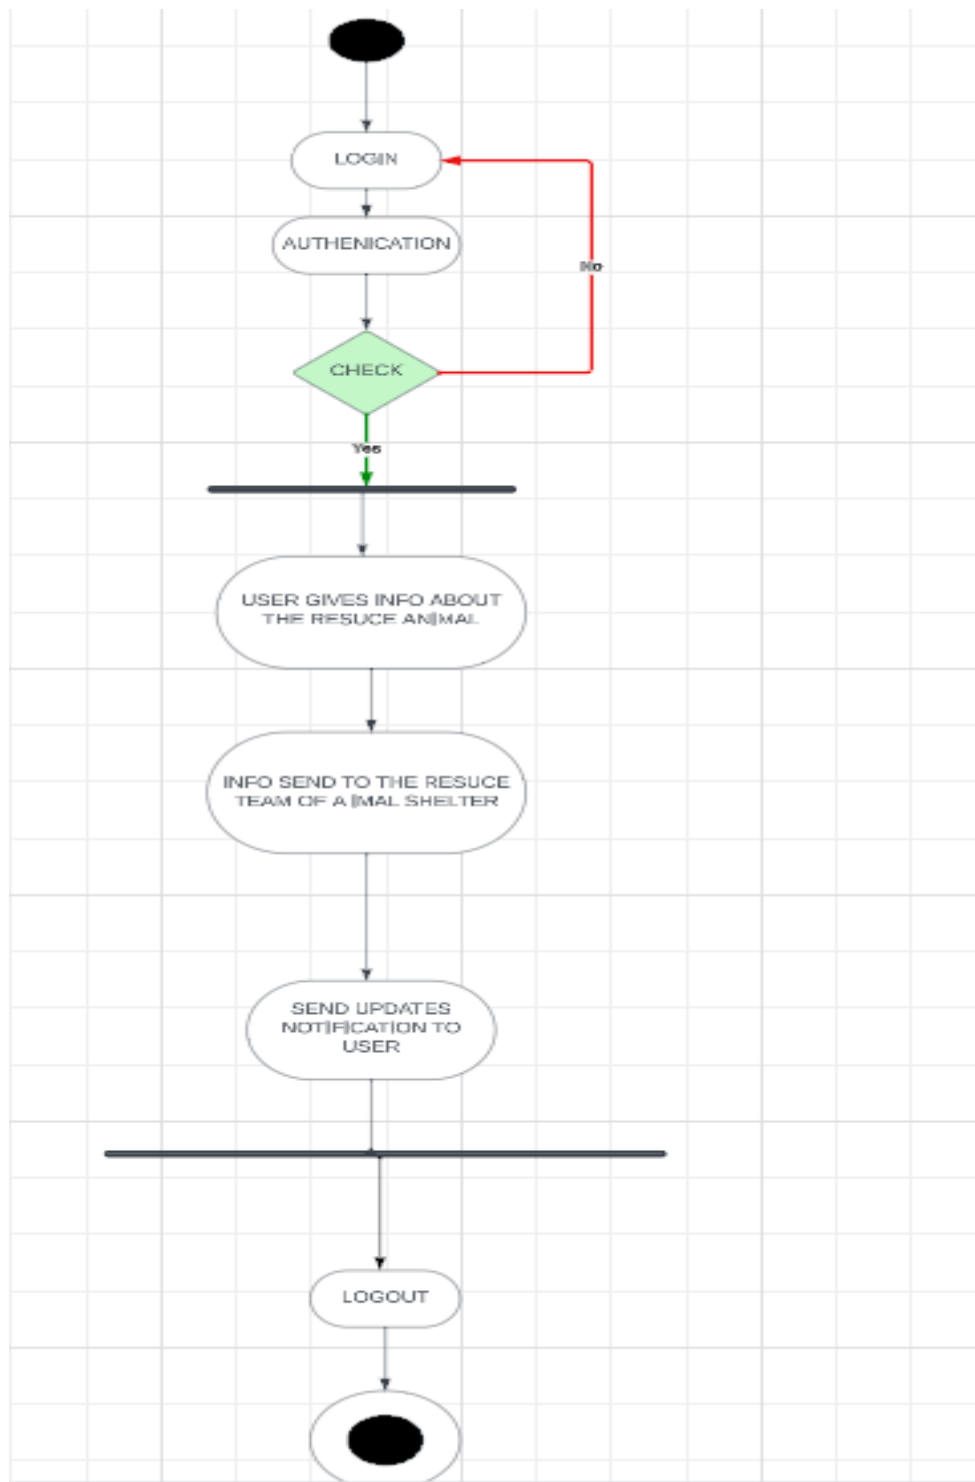 LOGIN
AUTHENICATION
No
CHECK
Yes
USER GIVES INFO ABOUT
THE RESUCE ANIMAL
INFO SEND TO THE RESUCE
TEAM OF A IMAL SHELTER
SEND UPDATES
NOTIFICATION TO
USER
LOGOUT